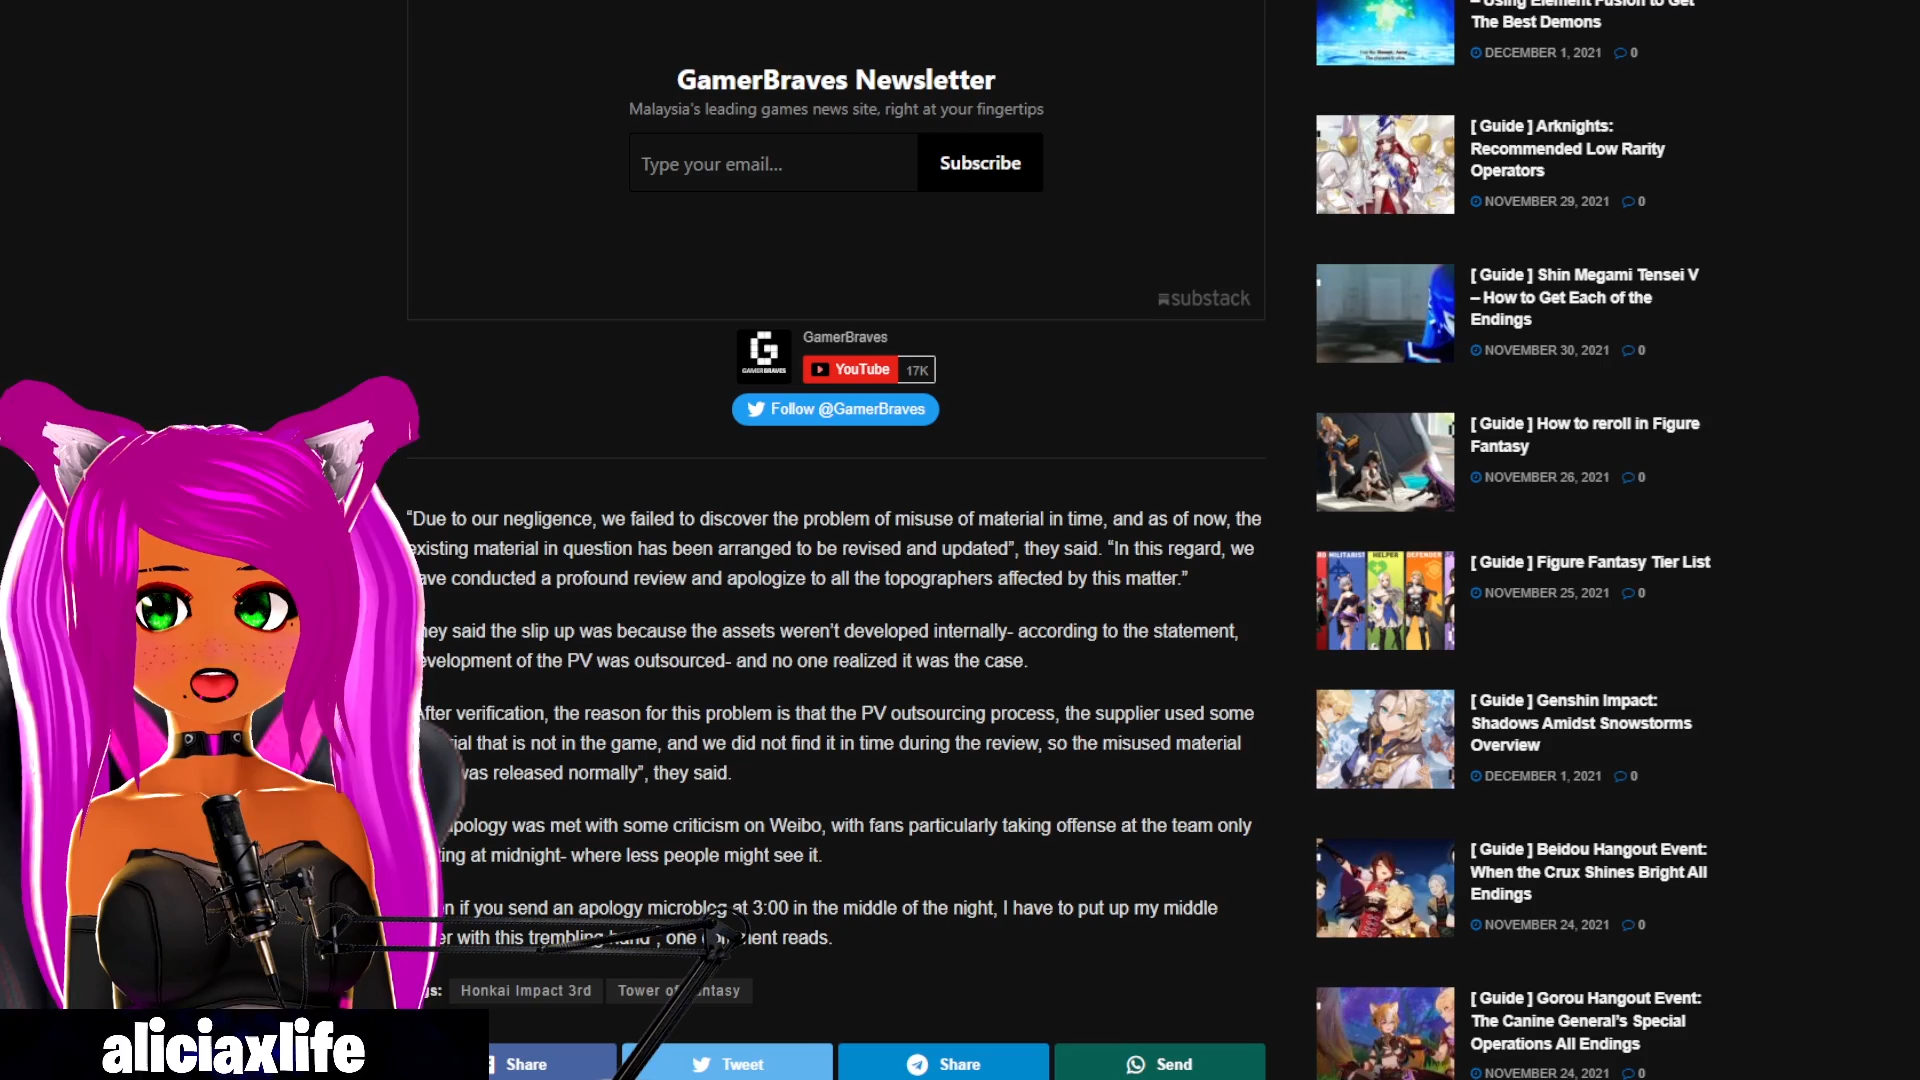 GamerBraves Newsletter
Malaysia's leading games news site, right at your fingertips
Type your email...
Subscribe
substack
GAMERBRAVES
GamerBraves
YouTube 17K
Follow @GamerBraves
“Due to our negligence, we failed to discover the problem of misuse of material in time, and as of now, the
existing material in question has been arranged to be revised and updated”, they said. “In this regard, we
ave conducted a profound review and apologize to all the topographers affected by this matter.”
hey said the slip up was because the assets weren’t developed internally- according to the statement,
evelopment of the PV was outsourced- and no one realized it was the case.
fter verification, the reason for this problem is that the PV outsourcing process, the supplier used some
ial that is not in the game, and we did not find it in time during the review, so the misused material
was released normally”, they said.
apology was met with some criticism on Weibo, with fans particularly taking offense at the team only
ting at midnight- where less people might see it.
n if you send an apology microblog at 3:00 in the middle of the night, I have to put up my middle
er with this trembling hand”, one comment reads.
gs: Honkai Impact 3rd Tower of Fantasy
Share
Tweet
Share
Send
aliciaxlife
– Using Element Fusion to Get
The Best Demons
DECEMBER 1, 2021 0
[ Guide ] Arknights:
Recommended Low Rarity
Operators
NOVEMBER 29, 2021 0
[ Guide ] Shin Megami Tensei V
– How to Get Each of the
Endings
NOVEMBER 30, 2021 0
[ Guide ] How to reroll in Figure
Fantasy
NOVEMBER 26, 2021 0
MILITARIST HELPER DEFENDER
[ Guide ] Figure Fantasy Tier List
NOVEMBER 25, 2021 0
[ Guide ] Genshin Impact:
Shadows Amidst Snowstorms
Overview
DECEMBER 1, 2021 0
[ Guide ] Beidou Hangout Event:
When the Crux Shines Bright All
Endings
NOVEMBER 24, 2021 0
[ Guide ] Gorou Hangout Event:
The Canine General’s Special
Operations All Endings
NOVEMBER 24, 2021 0